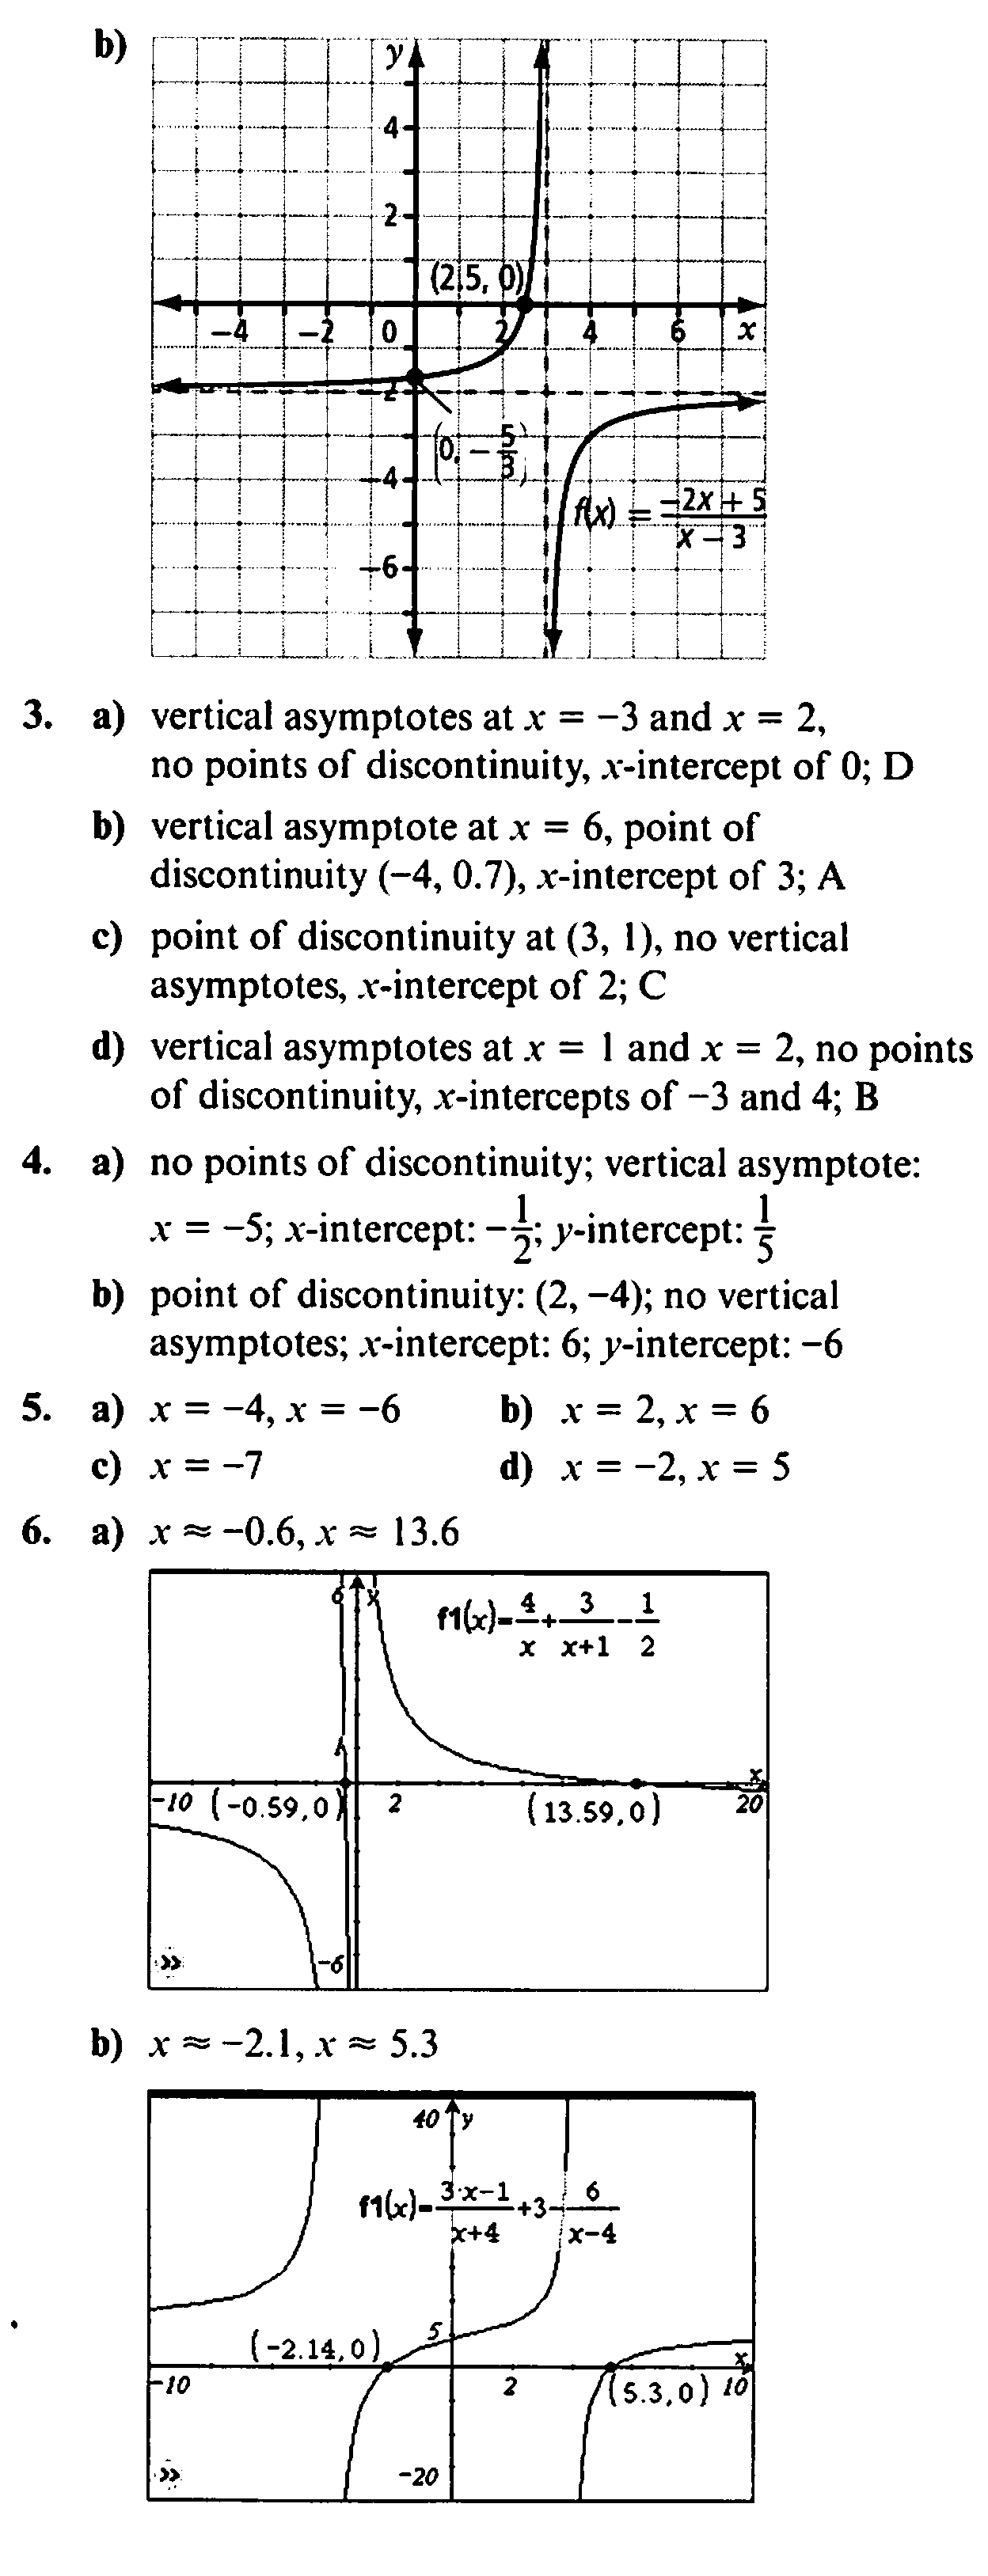 b)
y
4
2
(2.5, 0)
−4 −2 0 2 4 6 x
−2
(0, −5/3)
−4
f(x) = (−2x + 5)/(x − 3)
−6
3. a) vertical asymptotes at x = −3 and x = 2,
no points of discontinuity, x-intercept of 0; D
b) vertical asymptote at x = 6, point of
discontinuity (−4, 0.7), x-intercept of 3; A
c) point of discontinuity at (3, 1), no vertical
asymptotes, x-intercept of 2; C
d) vertical asymptotes at x = 1 and x = 2, no points
of discontinuity, x-intercepts of −3 and 4; B
4. a) no points of discontinuity; vertical asymptote:
x = −5; x-intercept: −1/2; y-intercept: 1/5
b) point of discontinuity: (2, −4); no vertical
asymptotes; x-intercept: 6; y-intercept: −6
5. a) x = −4, x = −6 b) x = 2, x = 6
c) x = −7 d) x = −2, x = 5
6. a) x ≈ −0.6, x ≈ 13.6
6 y f1(x)=4/x+3/(x+1)−1/2
x
-10 (-0.59,0) 2 (13.59,0) 20
-6
b) x ≈ −2.1, x ≈ 5.3
40 y
f1(x)=(3·x−1)/(x+4)+3−6/(x−4)
(-2.14,0) 5
x
-10 2 (5.3,0) 10
-20